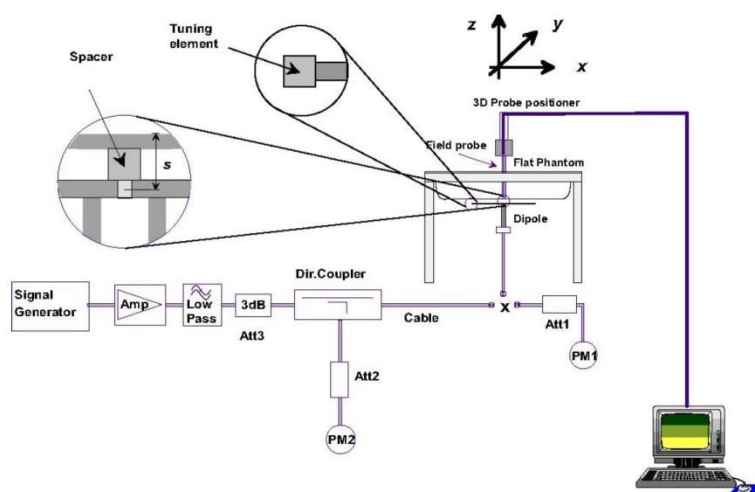 Tuning
element
Spacer
s
z
y
x
3D Probe positioner
Field probe
Flat Phantom
Dipole
Dir.Coupler
Signal
Generator
Amp
Low
Pass
3dB
Att3
Cable
x
Att1
PM1
Att2
PM2